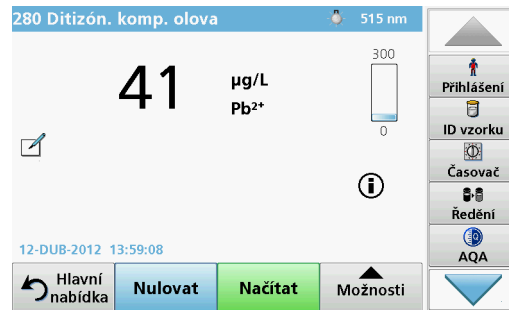 280 Ditizón. komp. olova
515 nm
41
µg/L
Pb²⁺
300
0
12-DUB-2012 13:59:08
Hlavní
nabídka
Nulovat
Načítat
Možnosti
Přihlášení
ID vzorku
Časovač
Ředění
AQA